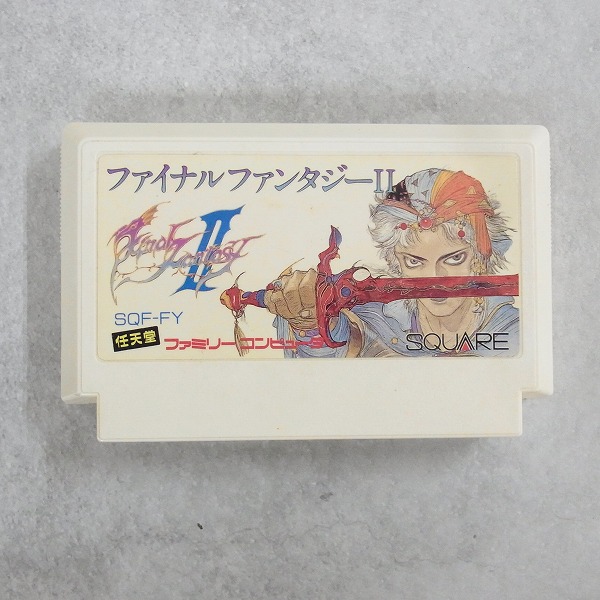 ファイナルファンタジーII
Final Fantasy II
SQF-FY
任天堂 ファミリーコンピュータ
SQUARE